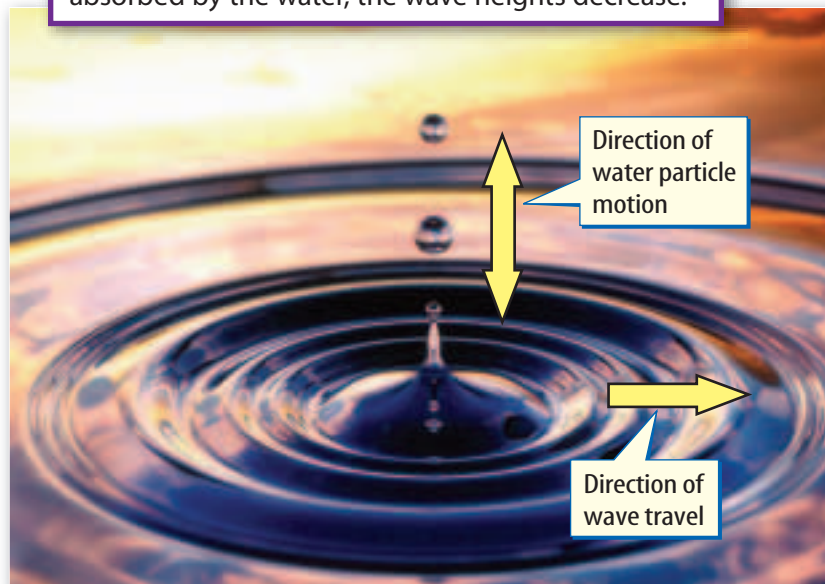 absorbed by the water, the wave heights decrease.
Direction of
water particle
motion
Direction of
wave travel